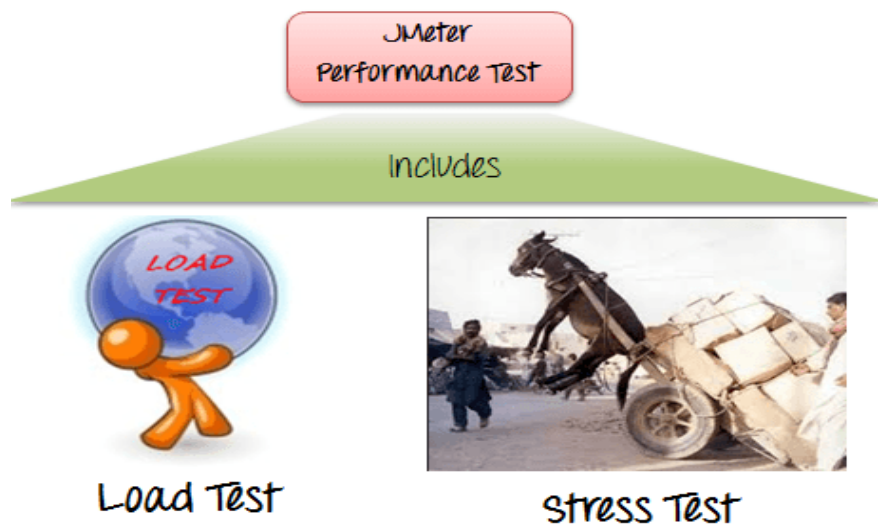 JMeter
Performance Test
Includes
LOAD
TEST
Load Test
Stress Test